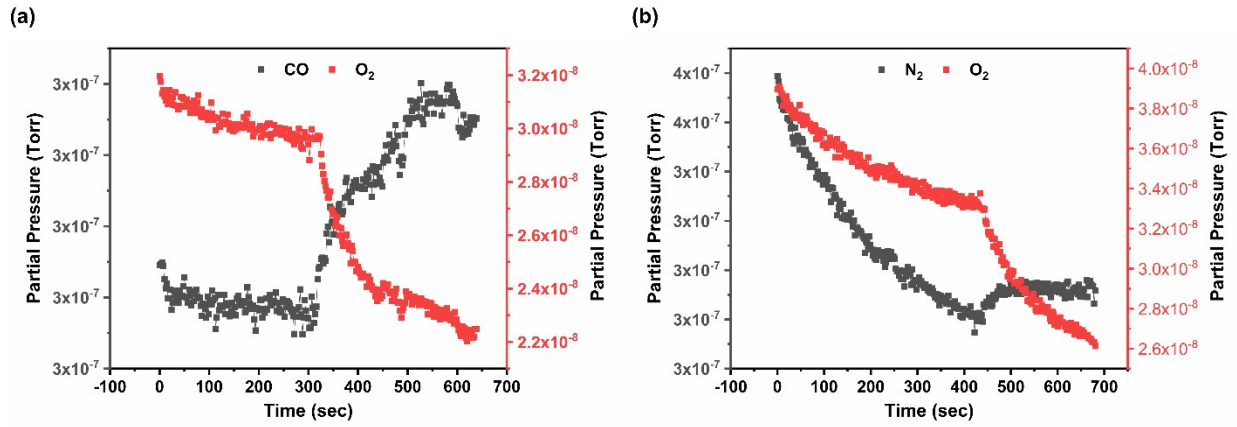 (a)
CO O₂
3x10⁻⁷
3x10⁻⁷
3x10⁻⁷
3x10⁻⁷
3x10⁻⁷
Partial Pressure (Torr)
3.2x10⁻⁸
3.0x10⁻⁸
2.8x10⁻⁸
2.6x10⁻⁸
2.4x10⁻⁸
2.2x10⁻⁸
Partial Pressure (Torr)
-100 0 100 200 300 400 500 600 700
Time (sec)
(b)
N₂ O₂
4x10⁻⁷
4x10⁻⁷
3x10⁻⁷
3x10⁻⁷
3x10⁻⁷
3x10⁻⁷
3x10⁻⁷
Partial Pressure (Torr)
4.0x10⁻⁸
3.8x10⁻⁸
3.6x10⁻⁸
3.4x10⁻⁸
3.2x10⁻⁸
3.0x10⁻⁸
2.8x10⁻⁸
2.6x10⁻⁸
Partial Pressure (Torr)
-100 0 100 200 300 400 500 600 700
Time (sec)